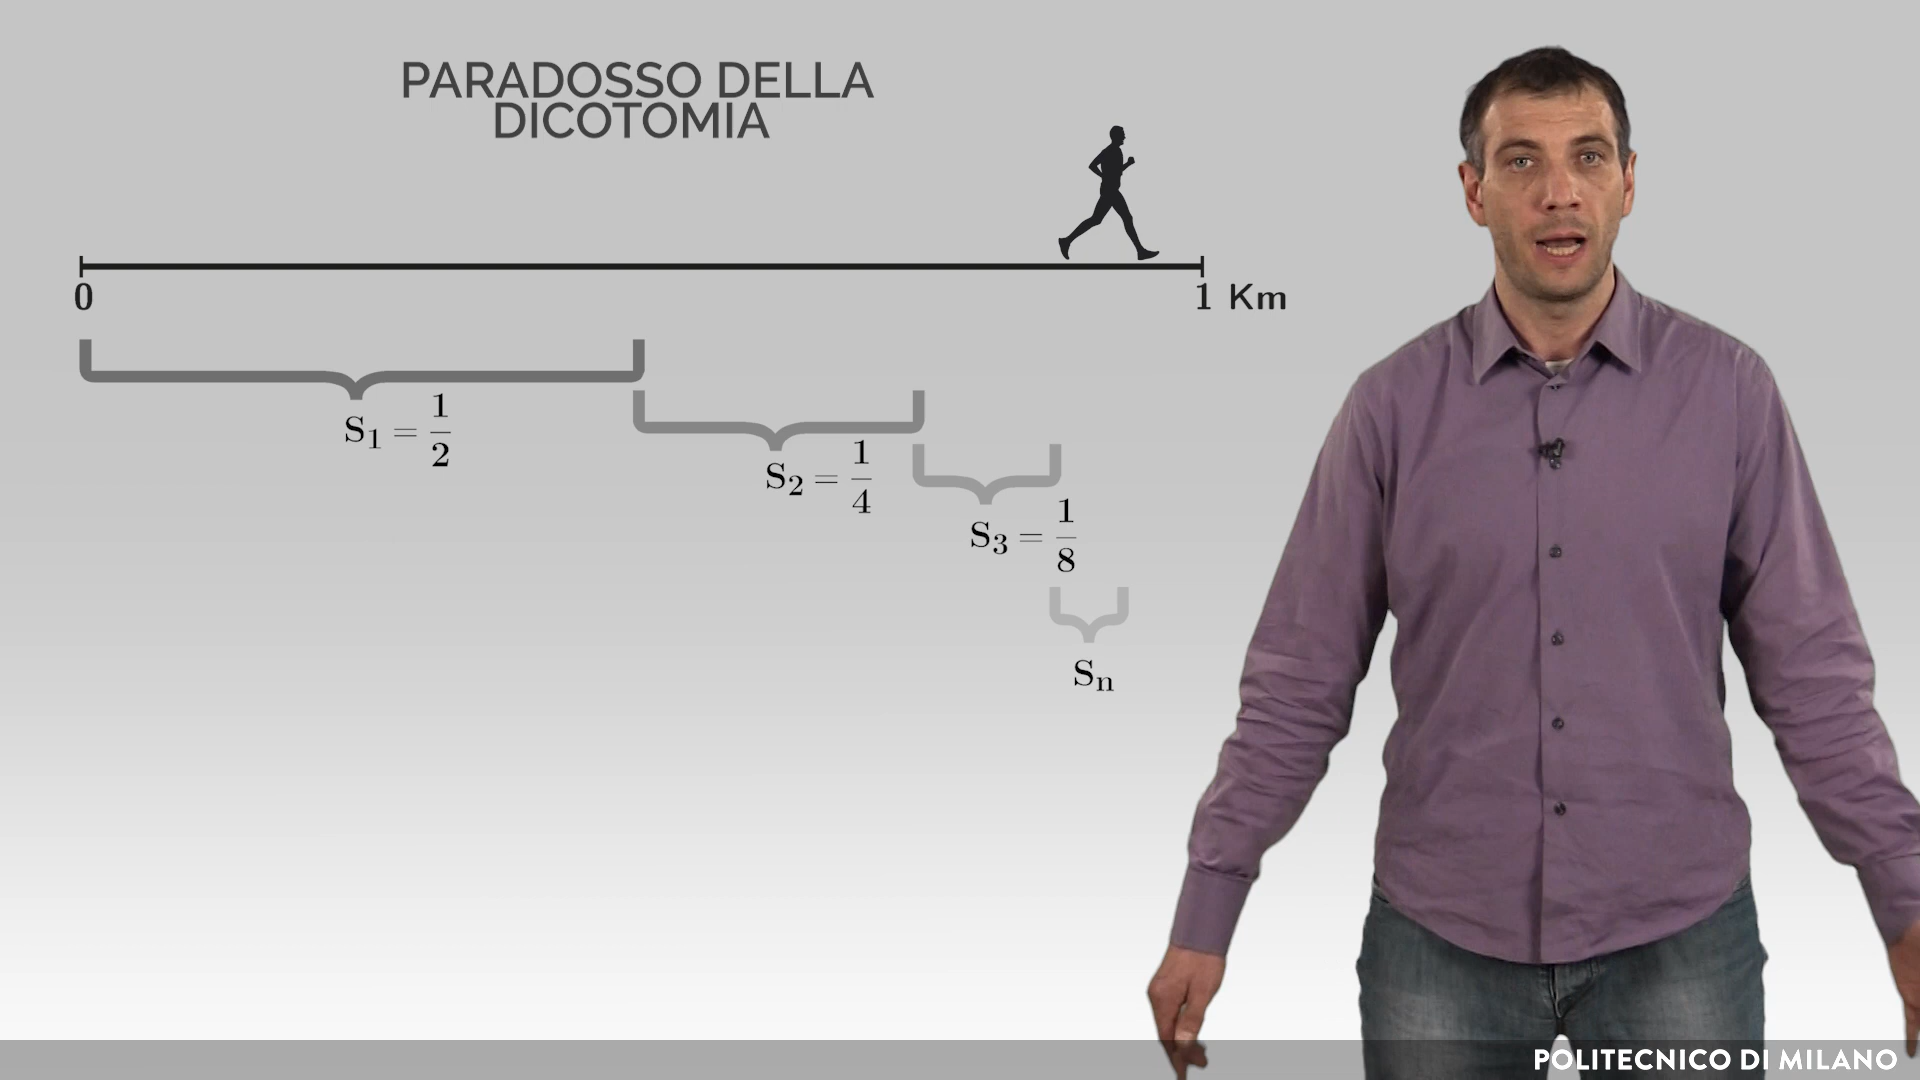 PARADOSSO DELLA
DICOTOMIA
0
1 Km
S₁ = 1/2
S₂ = 1/4
S₃ = 1/8
Sₙ
POLITECNICO DI MILANO